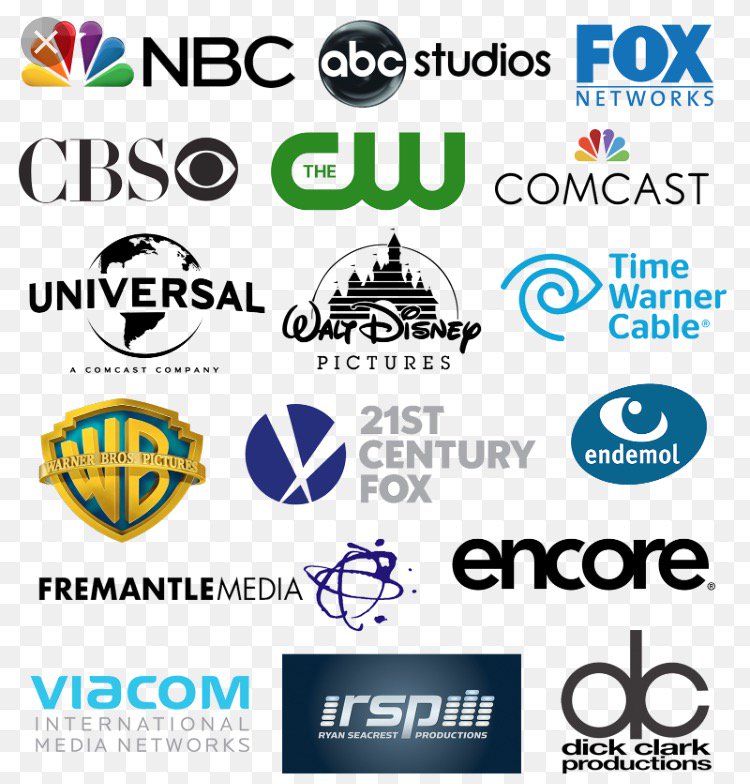 NBC
abc studios
FOX
NETWORKS
CBS
THE CW
COMCAST
UNIVERSAL
A COMCAST COMPANY
WALT DISNEY
PICTURES
Time
Warner
Cable®
WB
WARNER BROS. PICTURES
21ST
CENTURY
FOX
endemol
FREMANTLEMEDIA
encore®
VIACOM
INTERNATIONAL
MEDIA NETWORKS
rsp
RYAN SEACREST PRODUCTIONS
dc
dick clark
productions